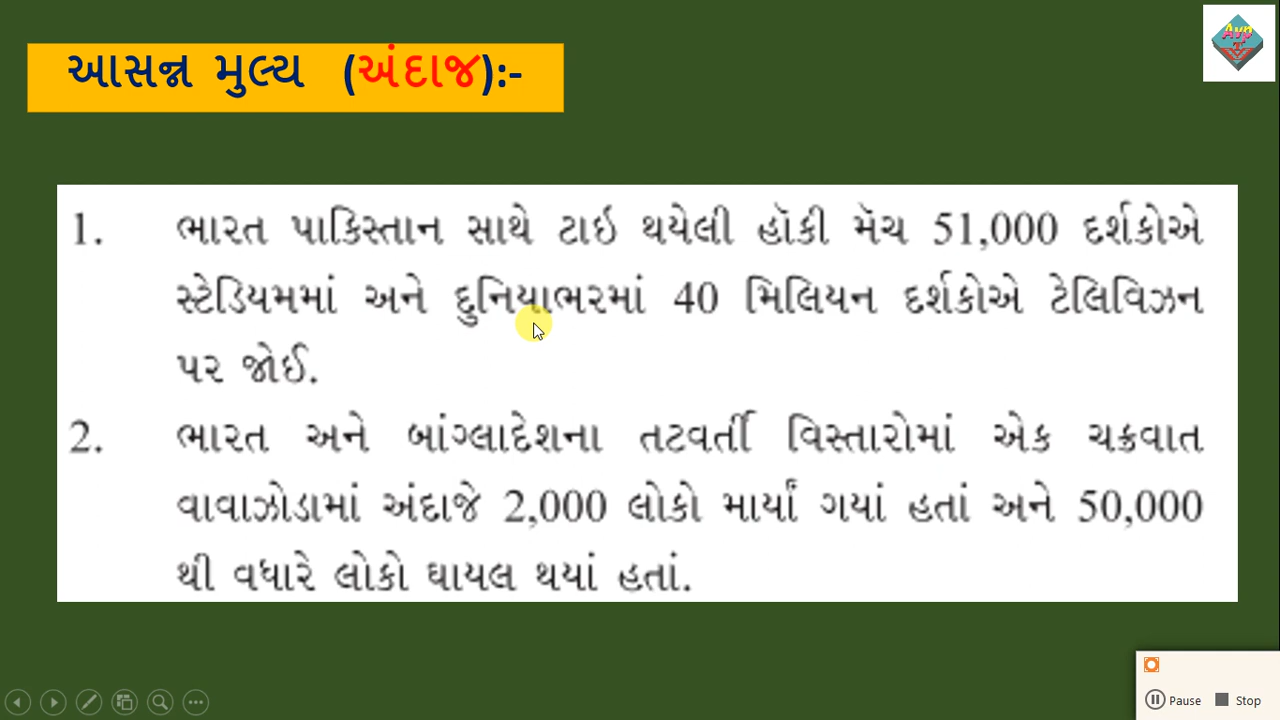 આસન્ન મુલ્ય (અંદાજ):-
Avp
1. ભારત પાકિસ્તાન સાથે ટાઇ થયેલી હૉકી મૅચ 51,000 દર્શકોએ
સ્ટેડિયમમાં અને દુનિયાભરમાં 40 મિલિયન દર્શકોએ ટેલિવિઝન
પર જોઈ.
2. ભારત અને બાંગ્લાદેશના તટવર્તી વિસ્તારોમાં એક ચક્રવાત
વાવાઝોડામાં અંદાજે 2,000 લોકો માર્યાં ગયાં હતાં અને 50,000
થી વધારે લોકો ઘાયલ થયાં હતાં.
Pause Stop